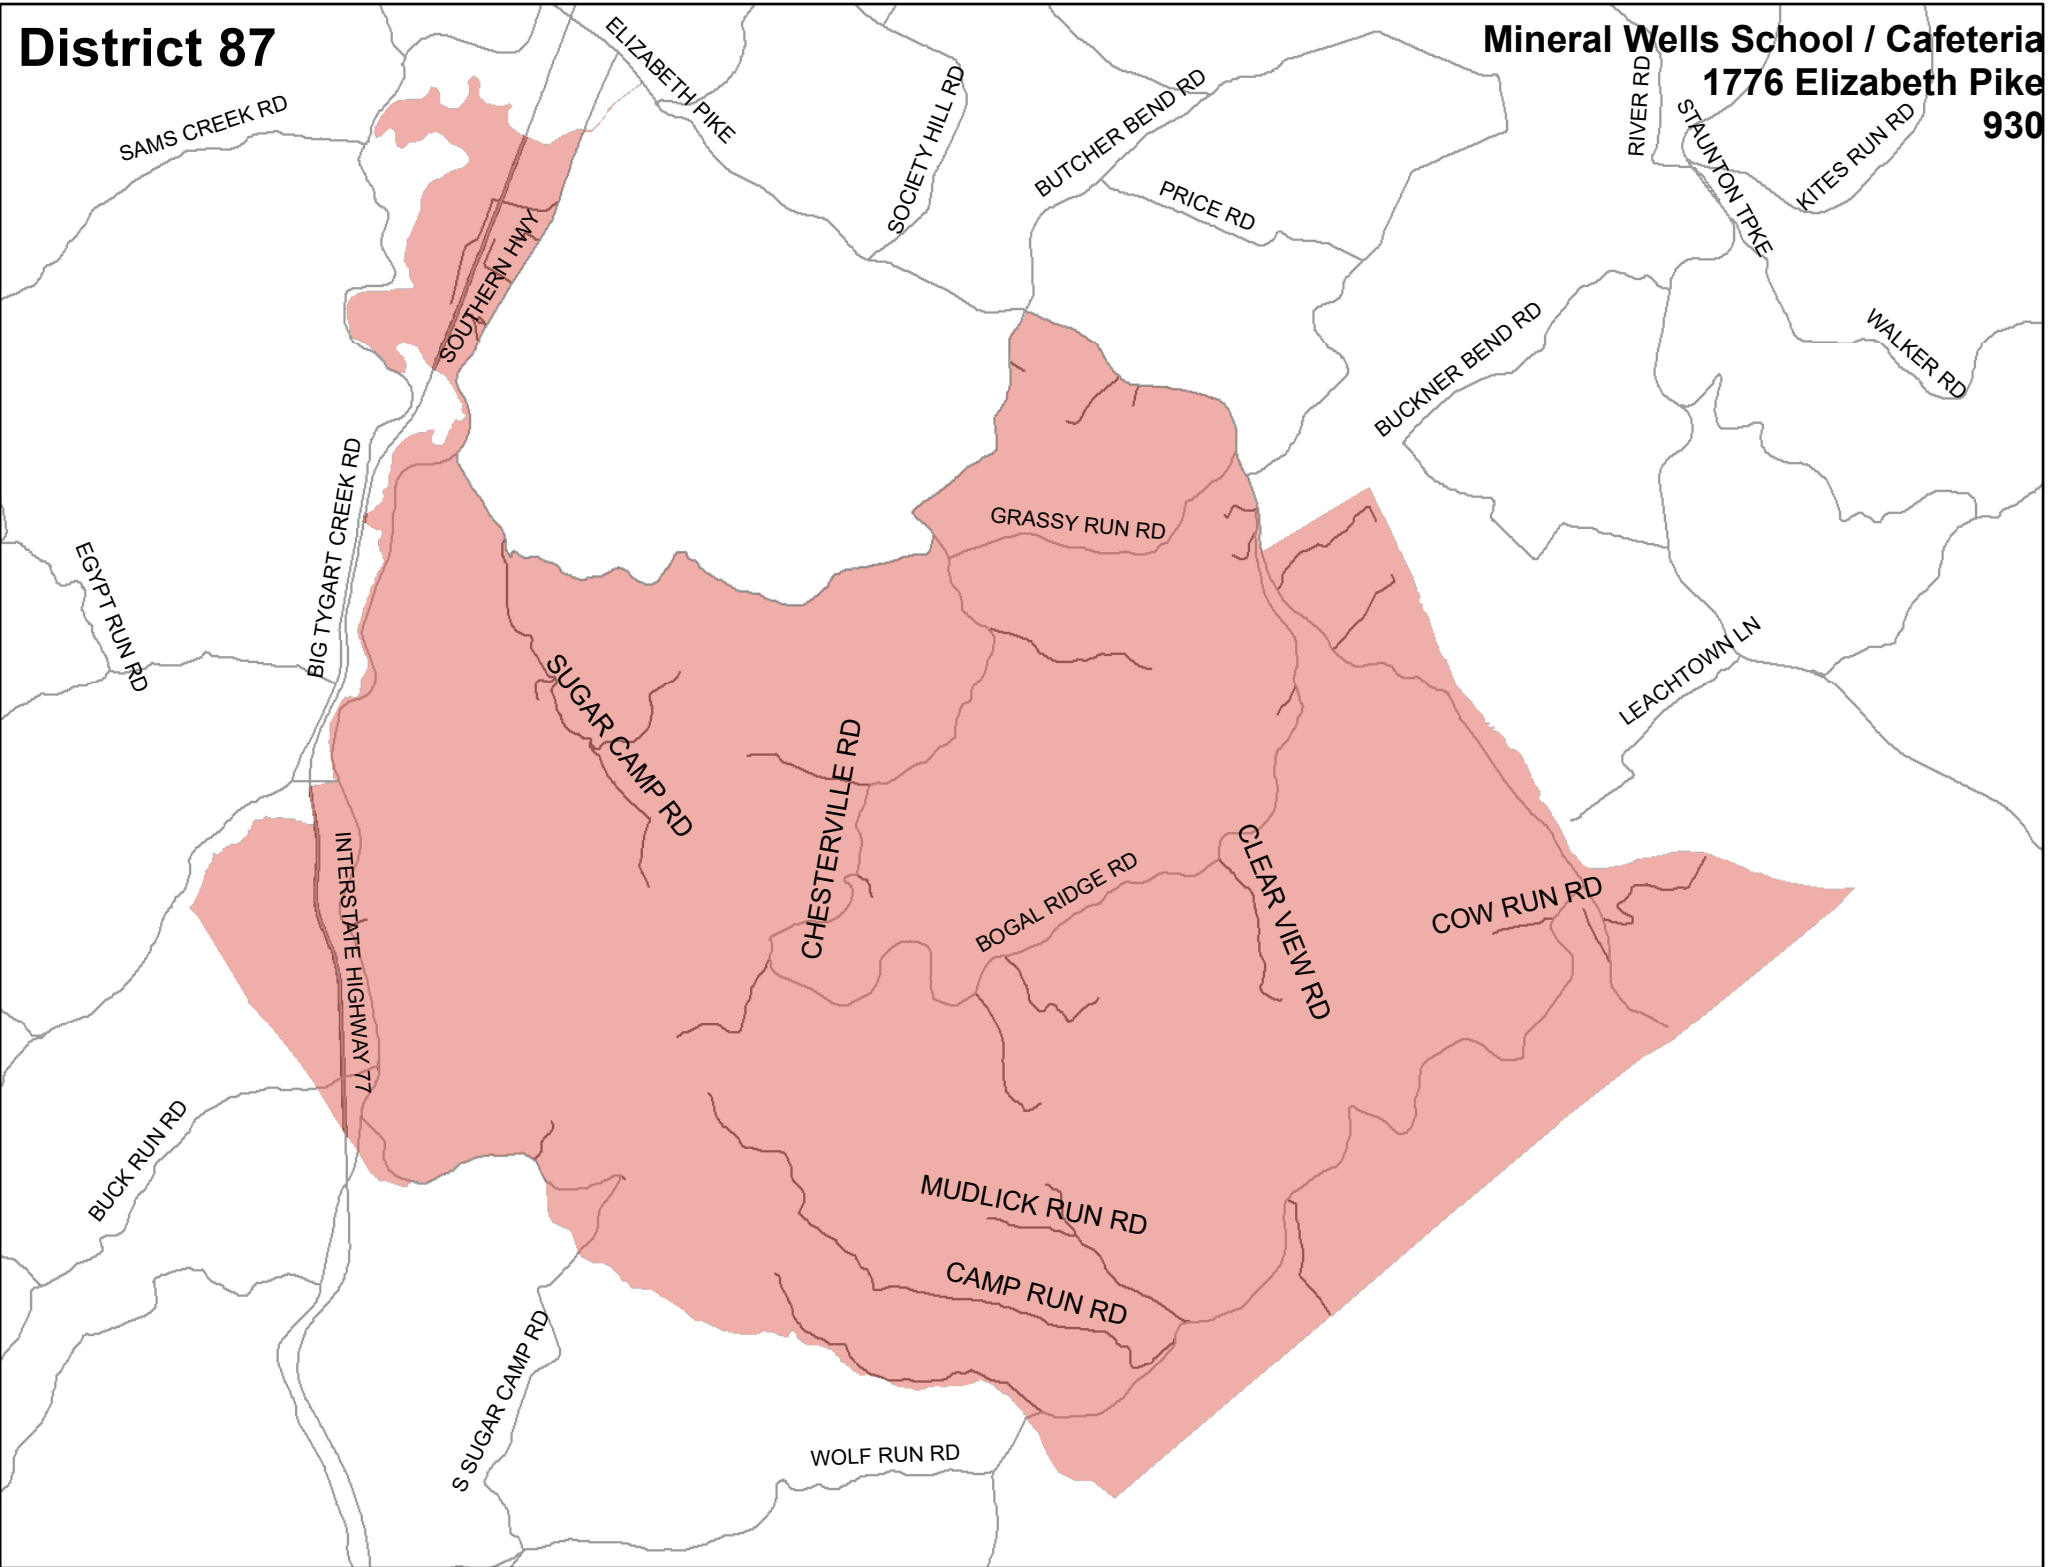 District 87
Mineral Wells School / Cafeteria
1776 Elizabeth Pike
930
ELIZABETH PIKE
SAMS CREEK RD
SOCIETY HILL RD
BUTCHER BEND RD
PRICE RD
RIVER RD
STAUNTON TPKE
KITES RUN RD
SOUTHERN HWY
BUCKNER BEND RD
WALKER RD
BIG TYGART CREEK RD
EGYPT RUN RD
GRASSY RUN RD
SUGAR CAMP RD
LEACHTOWN LN
CHESTERVILLE RD
INTERSTATE HIGHWAY 77
BOGAL RIDGE RD
CLEAR VIEW RD
COW RUN RD
BUCK RUN RD
MUDLICK RUN RD
CAMP RUN RD
S SUGAR CAMP RD
WOLF RUN RD